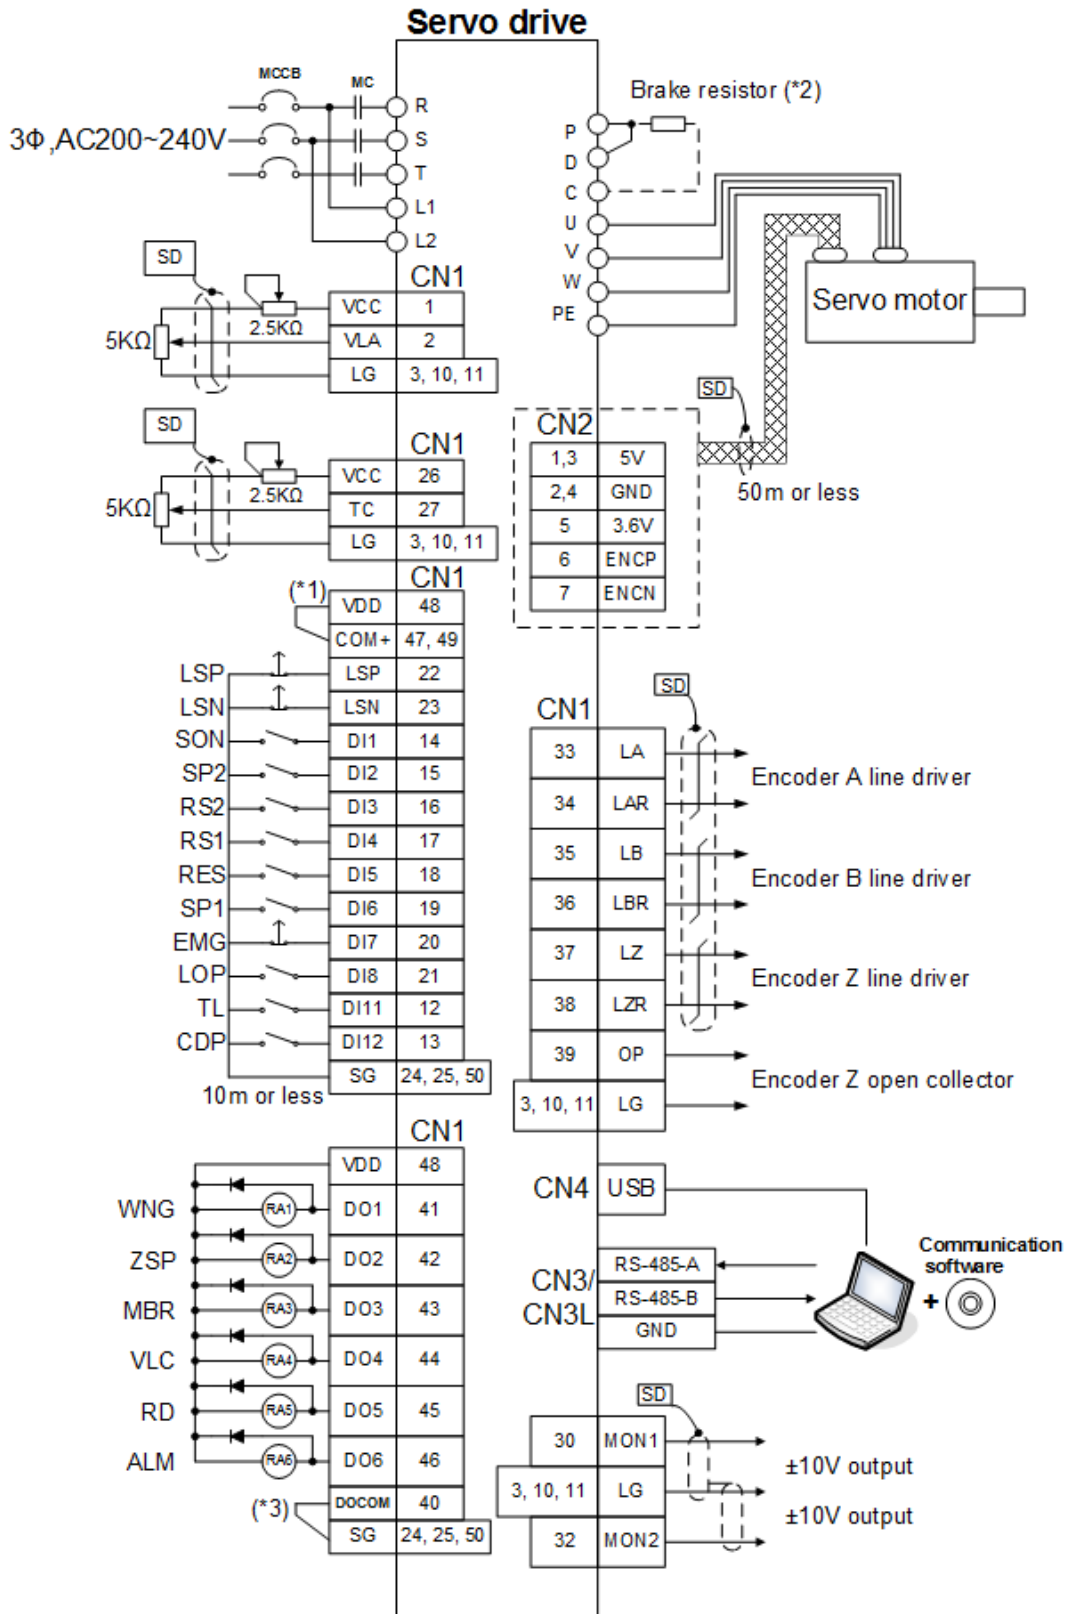 Servo drive
MCCB
MC
3Φ,AC200~240V
R
S
T
L1
L2
SD
CN1
5KΩ
2.5KΩ
VCC 1
VLA 2
LG 3, 10, 11
SD
CN1
5KΩ
2.5KΩ
VCC 26
TC 27
LG 3, 10, 11
CN1
(*1)
VDD 48
COM+ 47, 49
LSP LSP 22
LSN LSN 23
SON DI1 14
SP2 DI2 15
RS2 DI3 16
RS1 DI4 17
RES DI5 18
SP1 DI6 19
EMG DI7 20
LOP DI8 21
TL DI11 12
CDP DI12 13
SG 24, 25, 50
10m or less
CN1
VDD 48
WNG RA1 DO1 41
ZSP RA2 DO2 42
MBR RA3 DO3 43
VLC RA4 DO4 44
RD RA5 DO5 45
ALM RA6 DO6 46
(*3)
DOCOM 40
SG 24, 25, 50
Brake resistor (*2)
P
D
C
U
V
W
PE
Servo motor
SD
50m or less
CN2
1,3 5V
2,4 GND
5 3.6V
6 ENCP
7 ENCN
SD
CN1
33 LA
34 LAR
Encoder A line driver
35 LB
36 LBR
Encoder B line driver
37 LZ
38 LZR
Encoder Z line driver
39 OP
3, 10, 11 LG
Encoder Z open collector
CN4 USB
CN3/
CN3L
RS-485-A
RS-485-B
GND
Communication
software
+
SD
30 MON1
3, 10, 11 LG
32 MON2
±10V output
±10V output